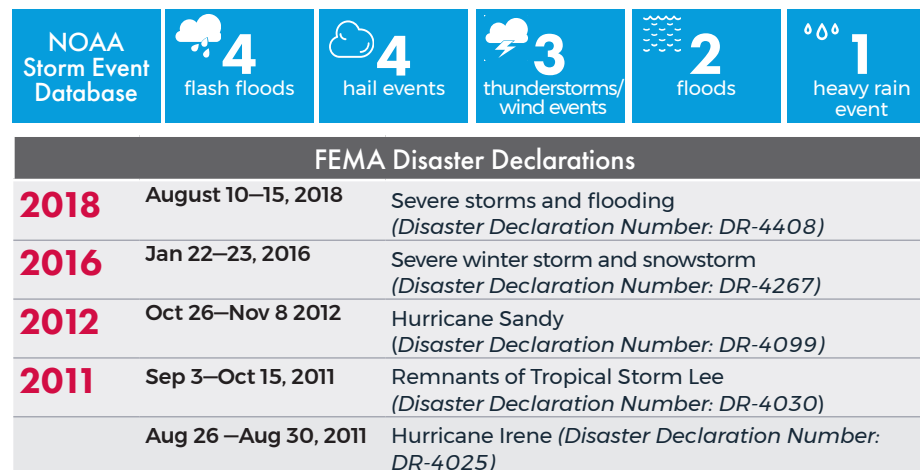 NOAA
Storm Event
Database
4
flash floods
4
hail events
3
thunderstorms/
wind events
2
floods
1
heavy rain
event
FEMA Disaster Declarations
2018 August 10–15, 2018 Severe storms and flooding
(Disaster Declaration Number: DR-4408)
2016 Jan 22–23, 2016 Severe winter storm and snowstorm
(Disaster Declaration Number: DR-4267)
2012 Oct 26–Nov 8 2012 Hurricane Sandy
(Disaster Declaration Number: DR-4099)
2011 Sep 3–Oct 15, 2011 Remnants of Tropical Storm Lee
(Disaster Declaration Number: DR-4030)
Aug 26 –Aug 30, 2011 Hurricane Irene (Disaster Declaration Number:
DR-4025)